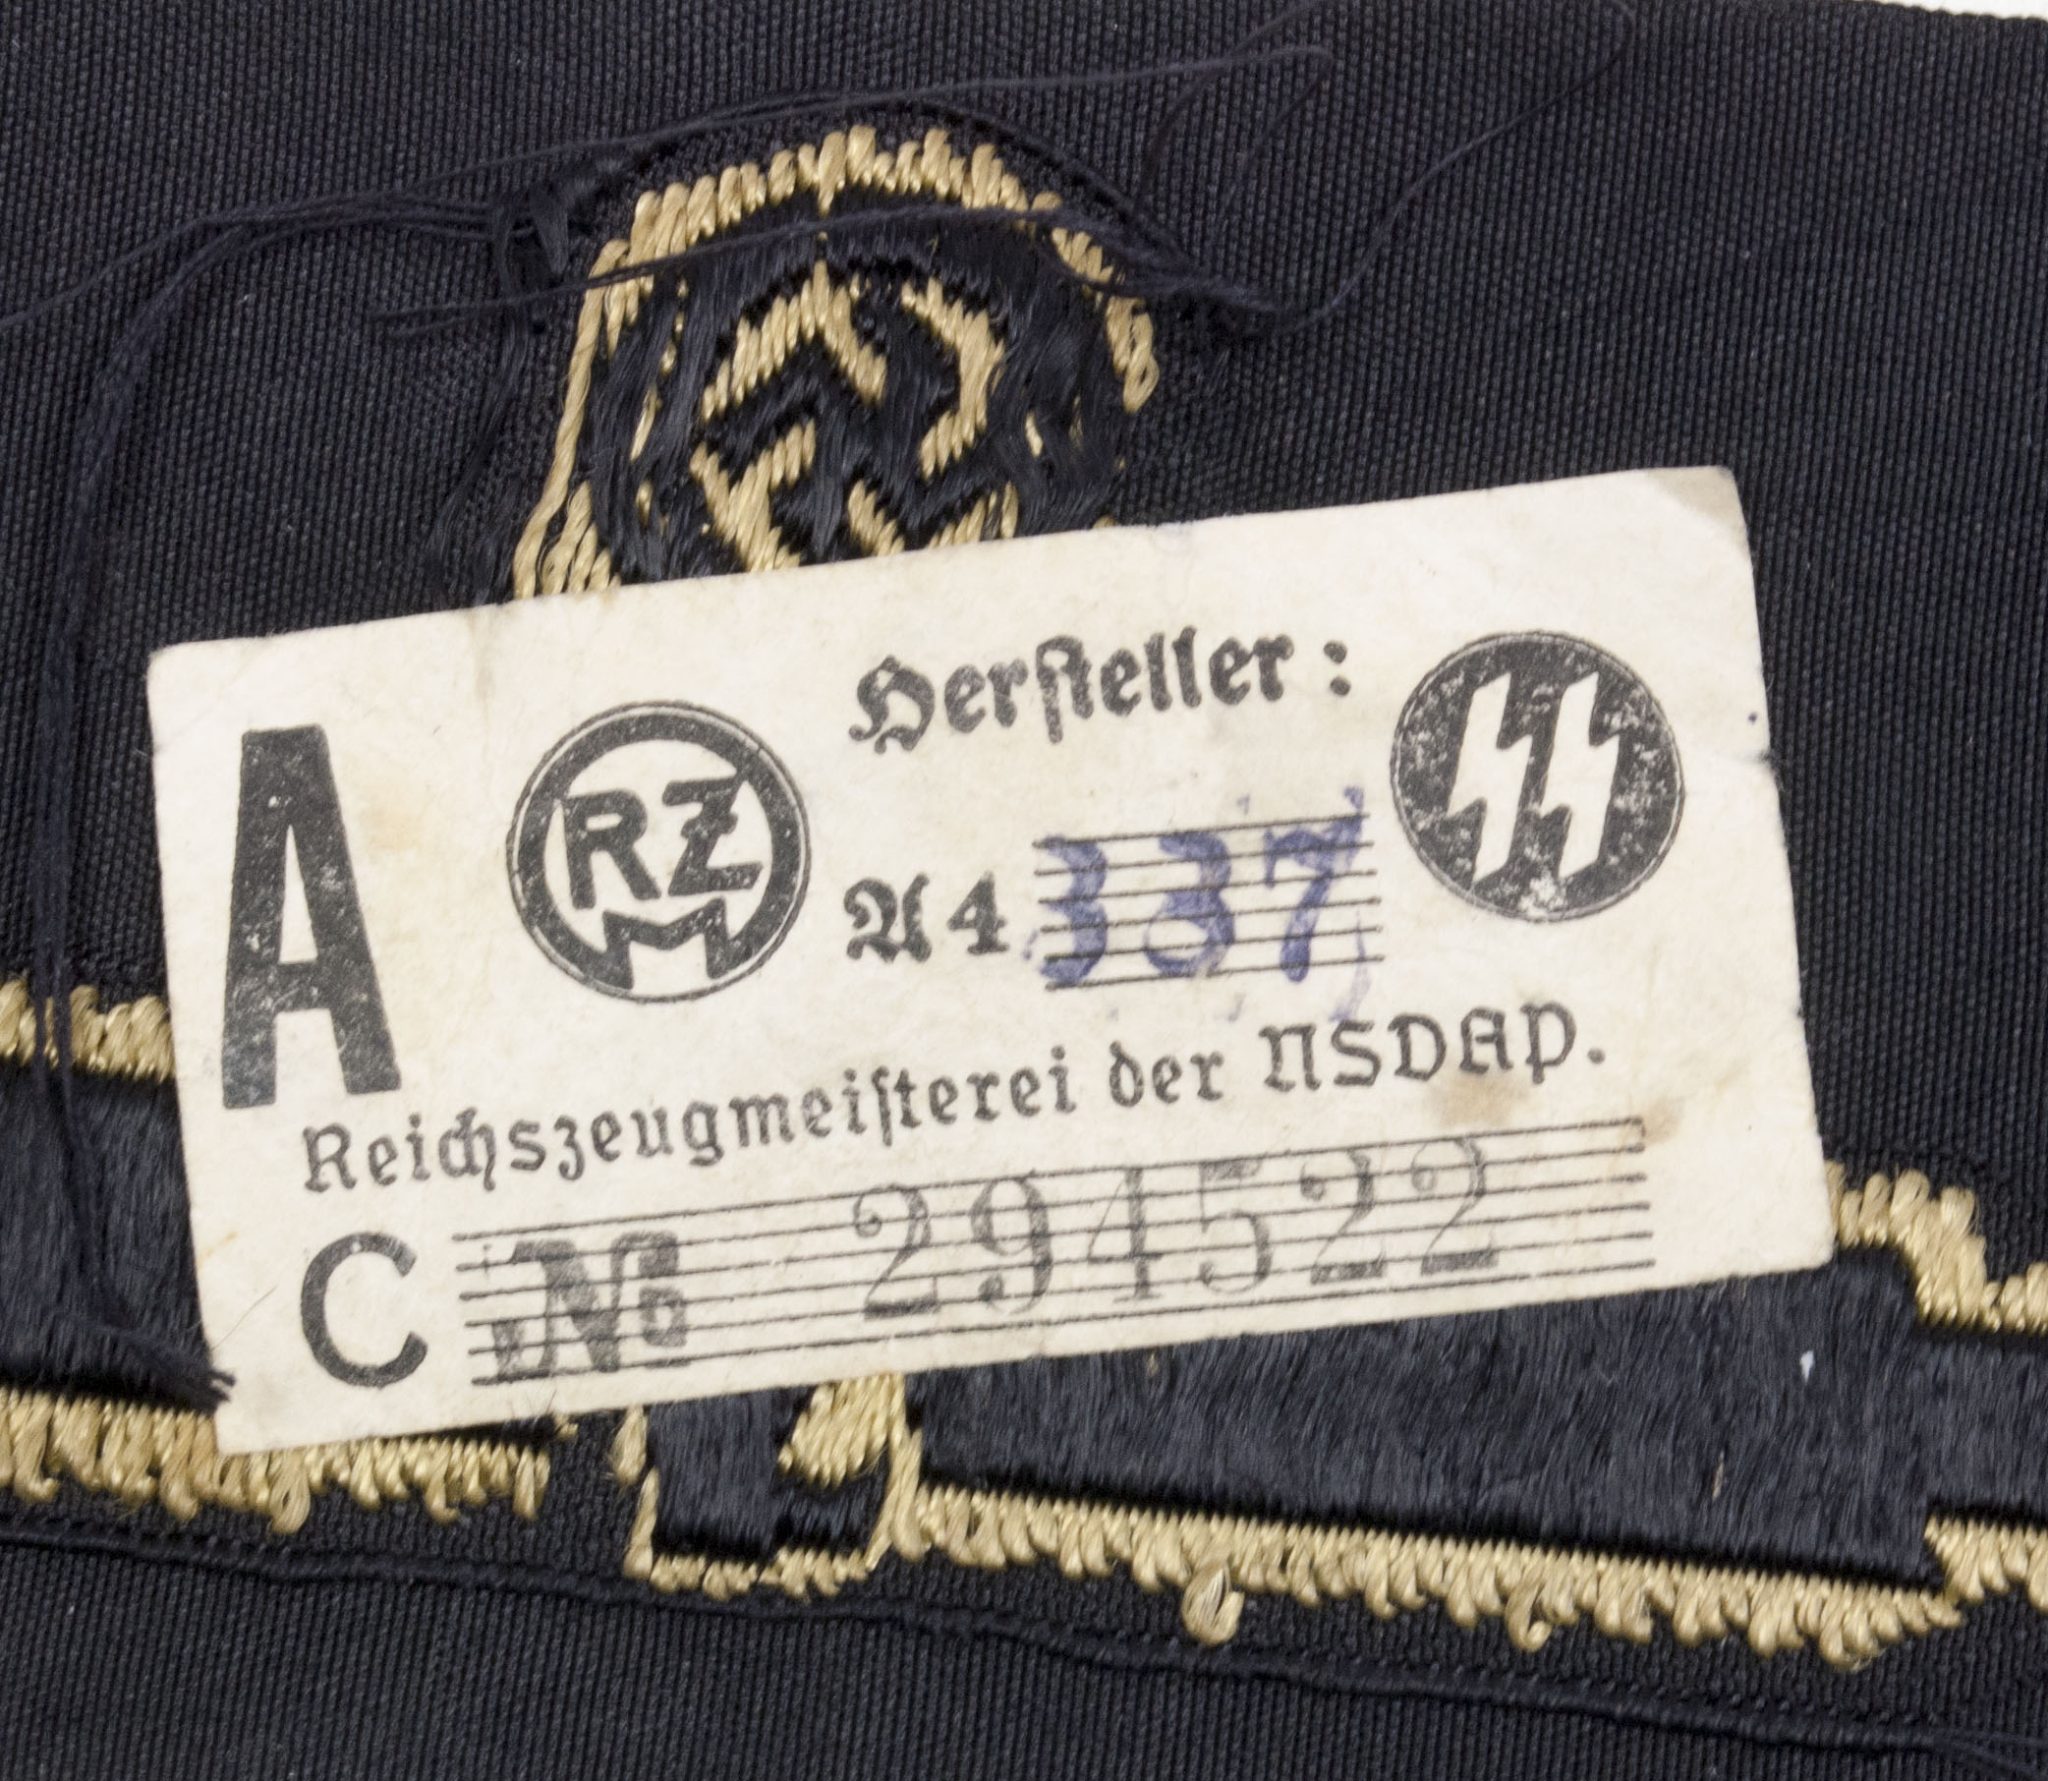 A
RZM
Hersteller:
A4 337
SS
Reichszeugmeisterei der NSDAP.
C No 294522